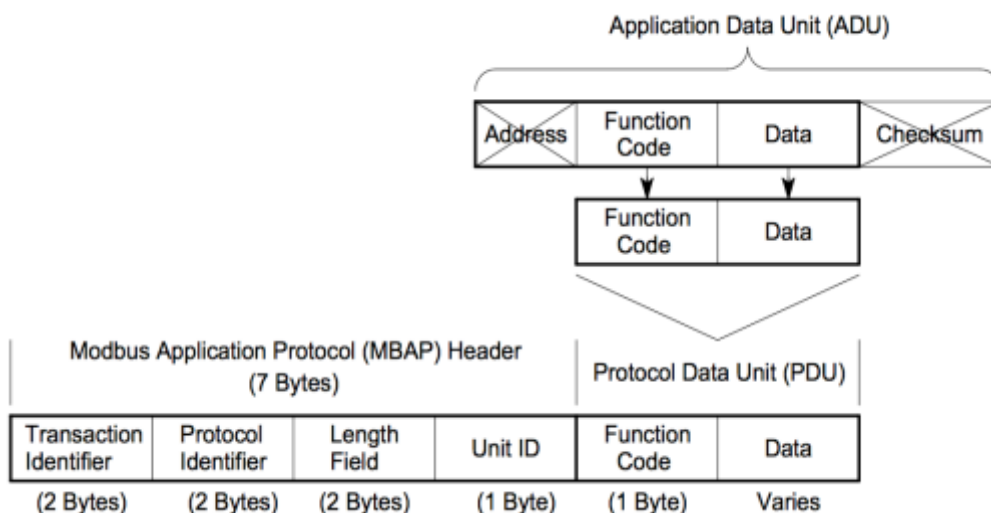 Application Data Unit (ADU)
Address
Function
Code
Data
Checksum
Function
Code
Data
Modbus Application Protocol (MBAP) Header
(7 Bytes)
Protocol Data Unit (PDU)
Transaction
Identifier
Protocol
Identifier
Length
Field
Unit ID
Function
Code
Data
(2 Bytes)
(2 Bytes)
(2 Bytes)
(1 Byte)
(1 Byte)
Varies